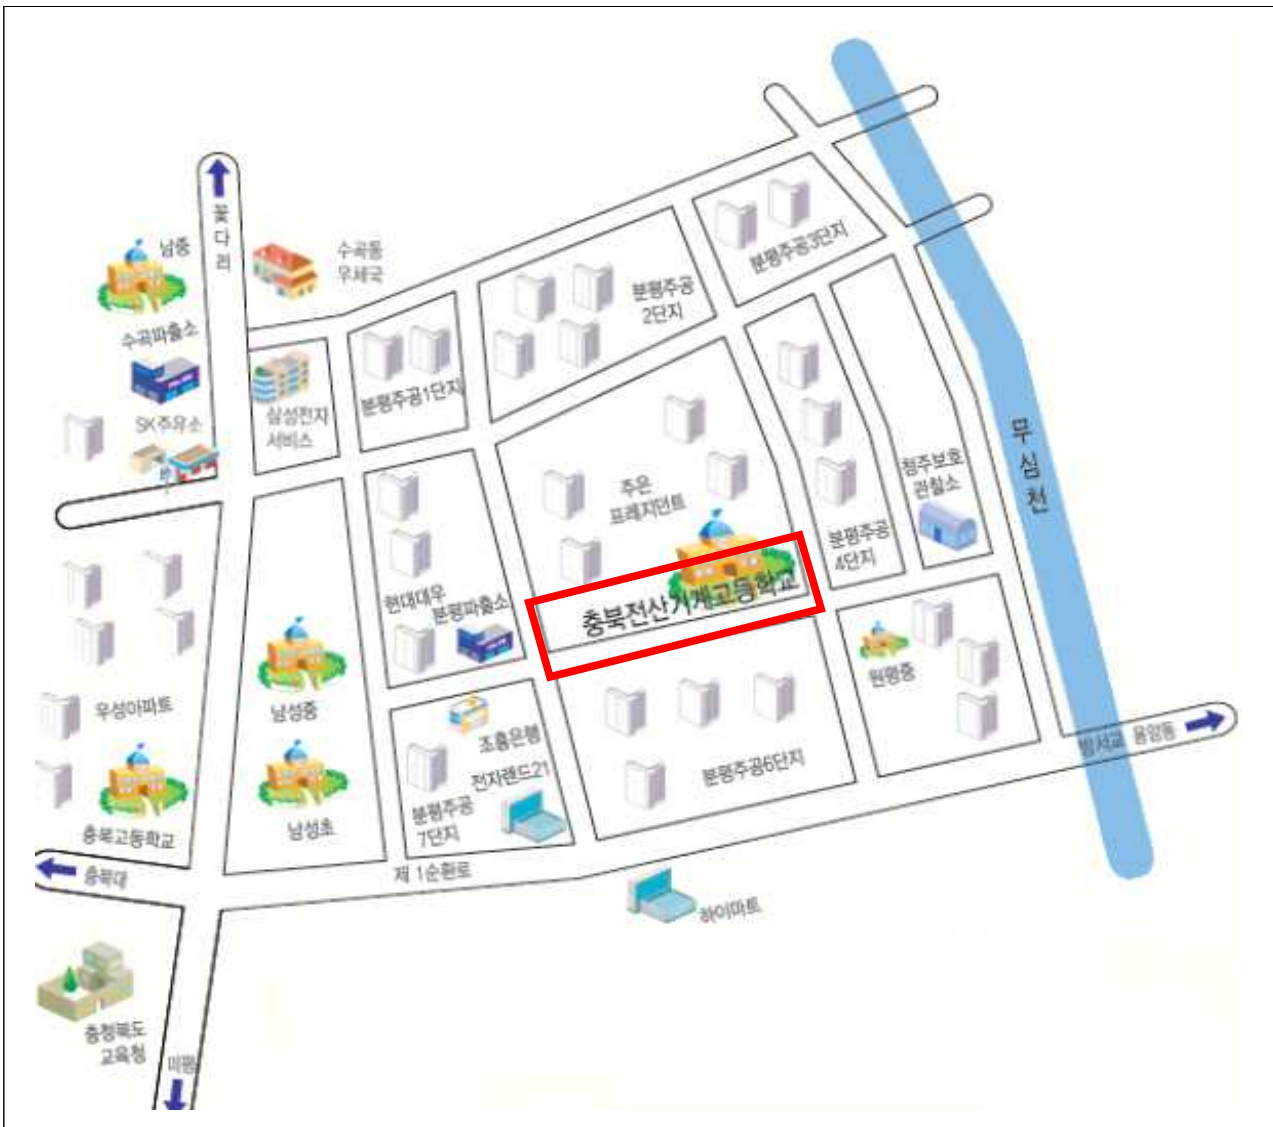 꽃다리
남중
수곡동
우체국
수곡파출소
SK주유소
삼성전자
서비스
분평주공1단지
분평주공
2단지
분평주공3단지
무심천
청주보호
관찰소
주은
프레지던트
분평주공
4단지
충북전산기계고등학교
현대대우
분평파출소
원평중
우성아파트
남성중
조흥은행
전자랜드21
분평주공
7단지
분평주공6단지
방서교 용암동
충북고등학교
남성초
충북대
제 1순환로
하이마트
충청북도
교육청
미평